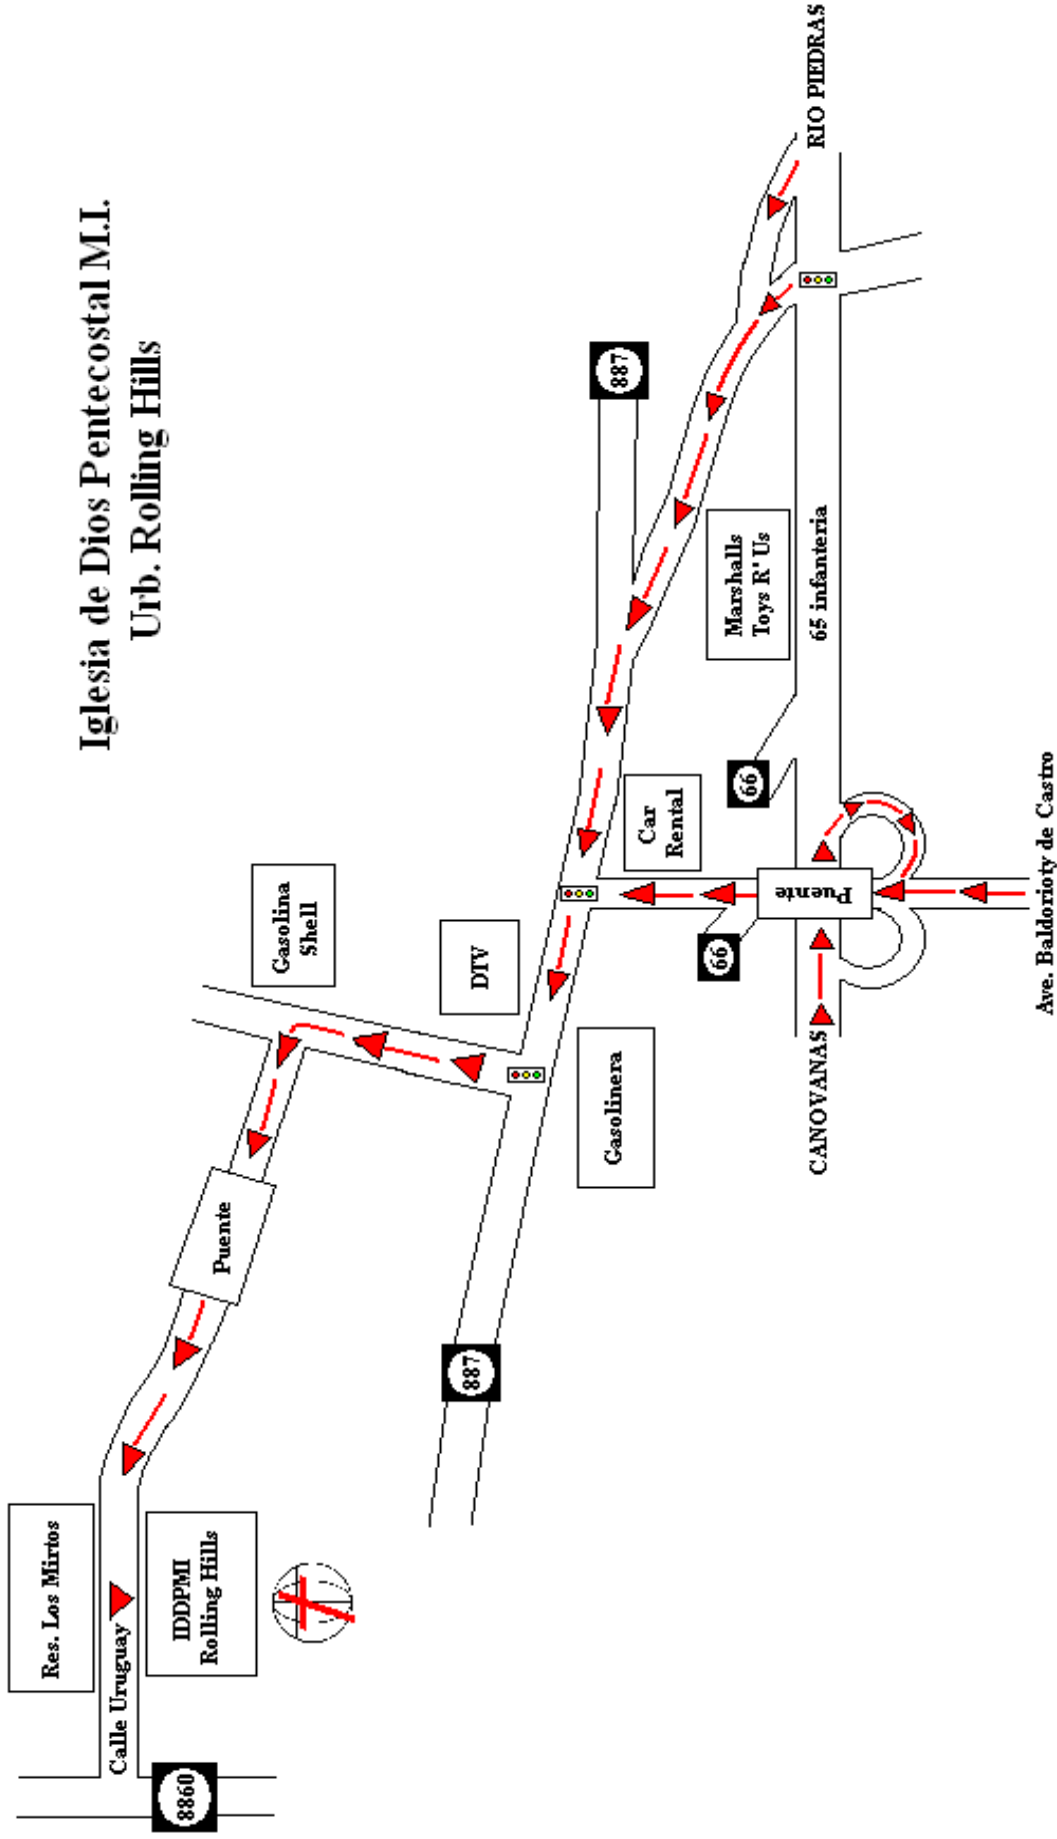 Iglesia de Dios Pentecostal M.I.
Urb. Rolling Hills
8860
Calle Uruguay
Res. Los Mirtos
IDDPMI
Rolling Hills
Puente
Gasolina
Shell
887
DTV
Gasolinera
887
Car
Rental
66
66
Marshalls
Toys R' Us
65 infanteria
RIO PIEDRAS
CANOVANAS
Puente
Ave. Baldorioty de Castro